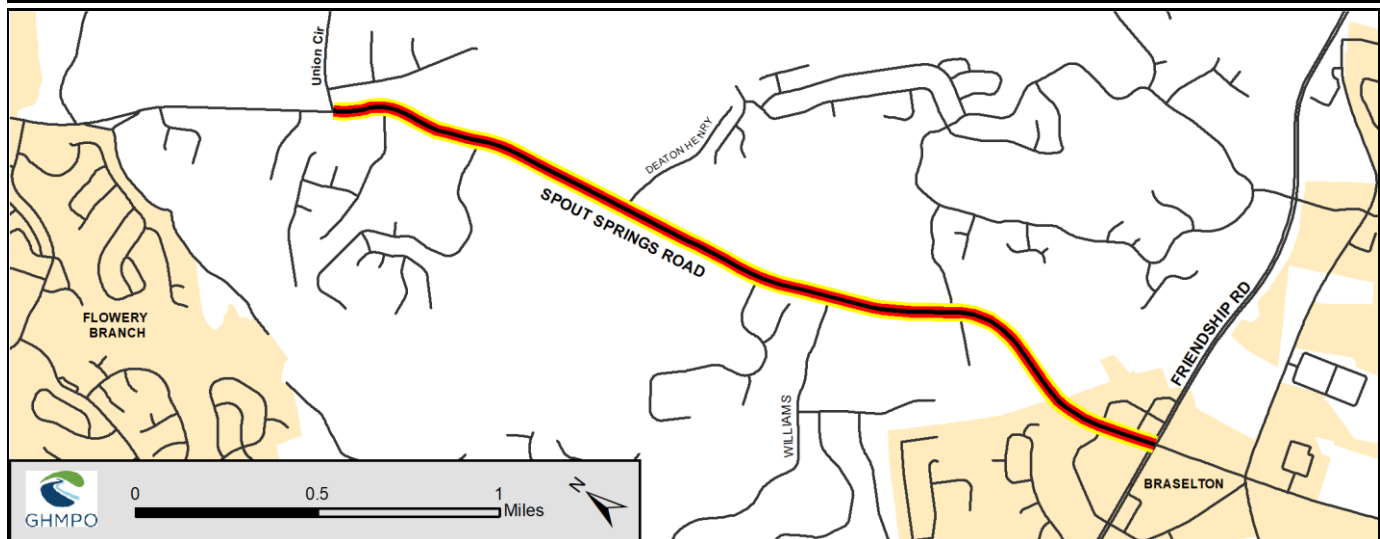 Union Cir
DEATON HENRY
SPOUT SPRINGS ROAD
FRIENDSHIP RD
FLOWERY
BRANCH
WILLIAMS
BRASELTON
GHMPO
0 0.5 1
Miles
N